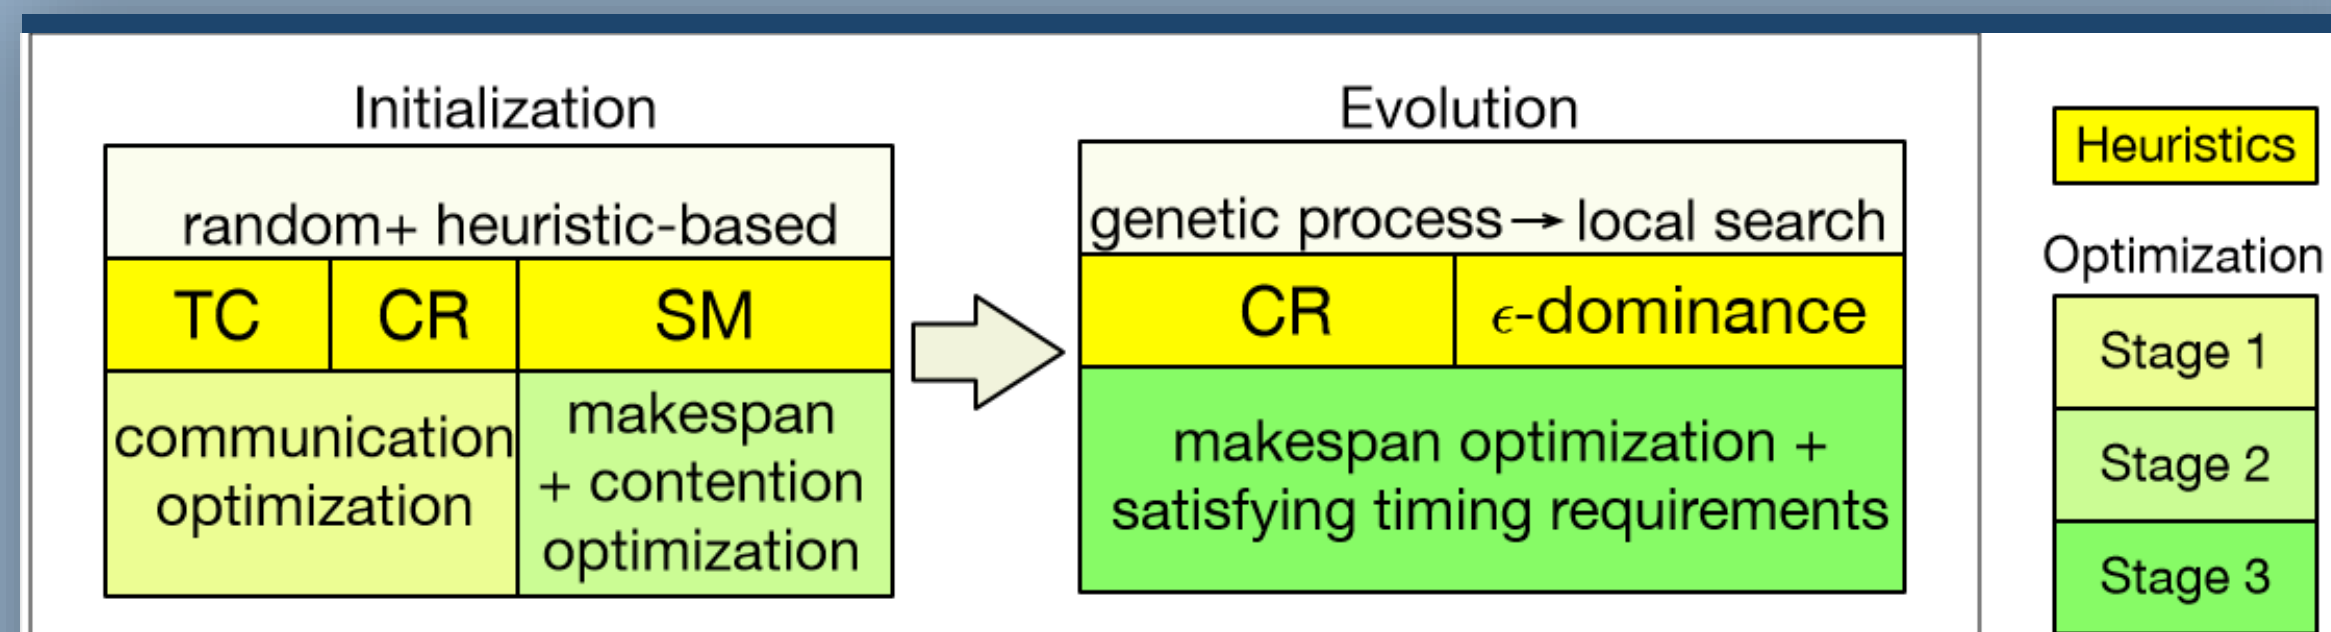 Initialization
random+ heuristic-based
TC
CR
SM
communication
optimization
makespan
+ contention
optimization
Evolution
genetic process→local search
CR
ϵ-dominance
makespan optimization +
satisfying timing requirements
Heuristics
Optimization
Stage 1
Stage 2
Stage 3